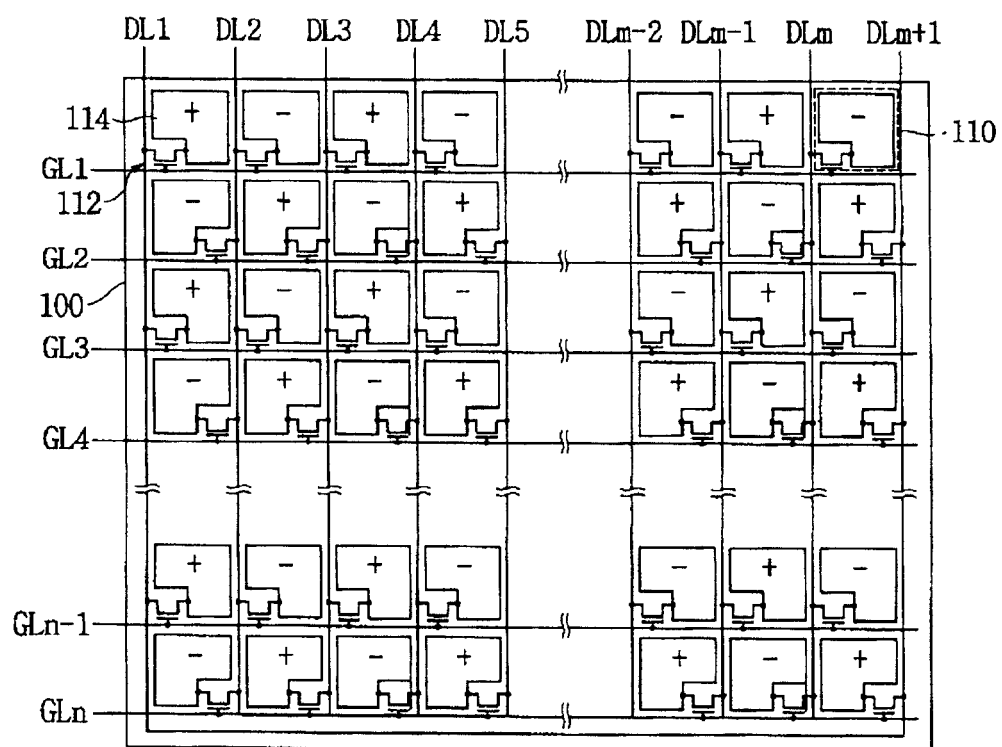 DL1 DL2 DL3 DL4 DL5 DLm-2 DLm-1 DLm DLm+1
114 + - + - - + - 110
GL1
112 - + - + + - +
GL2
100 + - + - - + -
GL3
- + - + + - +
GL4
+ - + - - + -
GLn-1
- + - + + - +
GLn